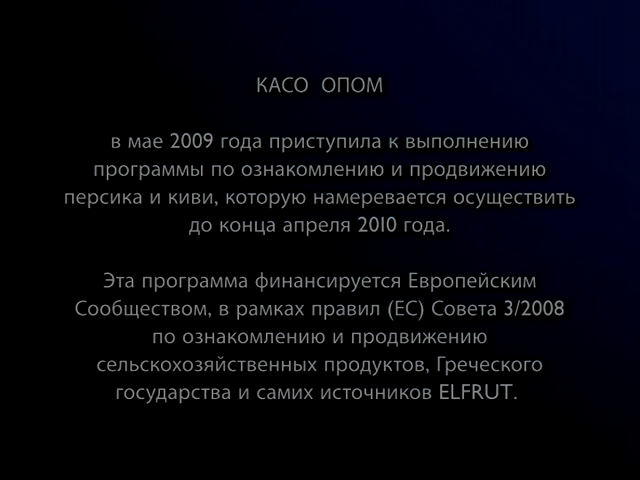 КАСО ОПОМ
в мае 2009 года приступила к выполнению
программы по ознакомлению и продвижению
персика и киви, которую намеревается осуществить
до конца апреля 2010 года.
Эта программа финансируется Европейским
Сообществом, в рамках правил (ЕС) Совета 3/2008
по ознакомлению и продвижению
сельскохозяйственных продуктов, Греческого
государства и самих источников ELFRUT.